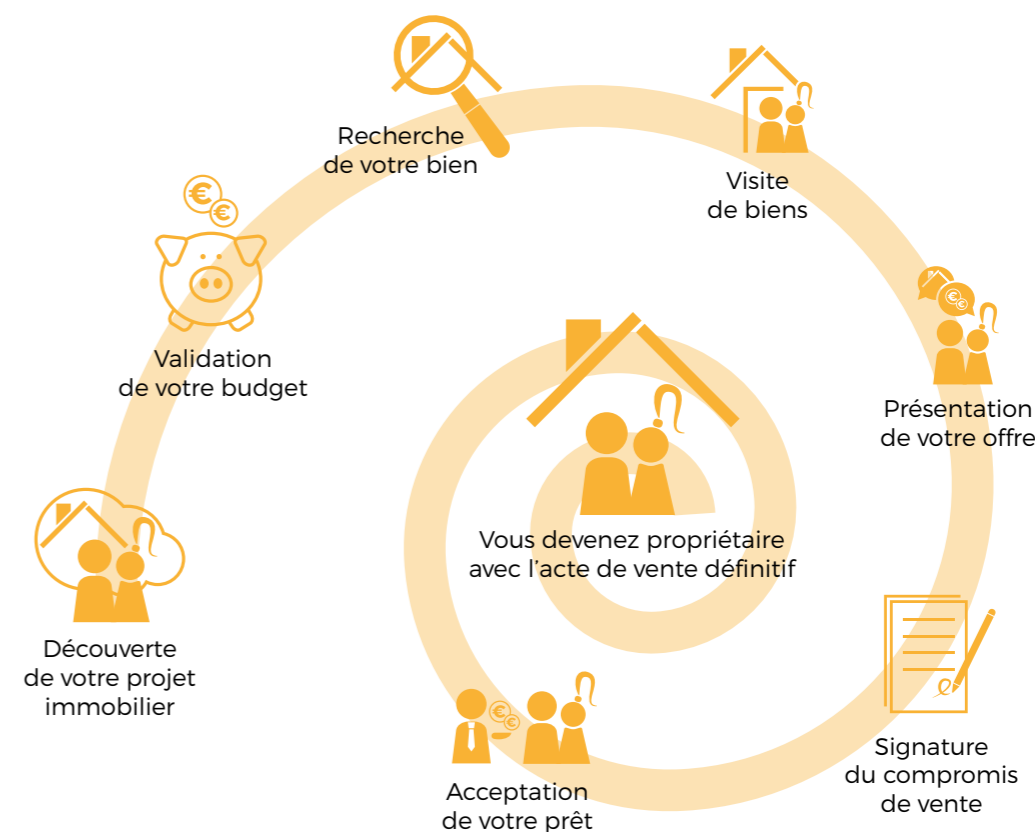 Découverte
de votre projet
immobilier
Validation
de votre budget
Recherche
de votre bien
Visite
de biens
Présentation
de votre offre
Signature
du compromis
de vente
Acceptation
de votre prêt
Vous devenez propriétaire
avec l'acte de vente définitif